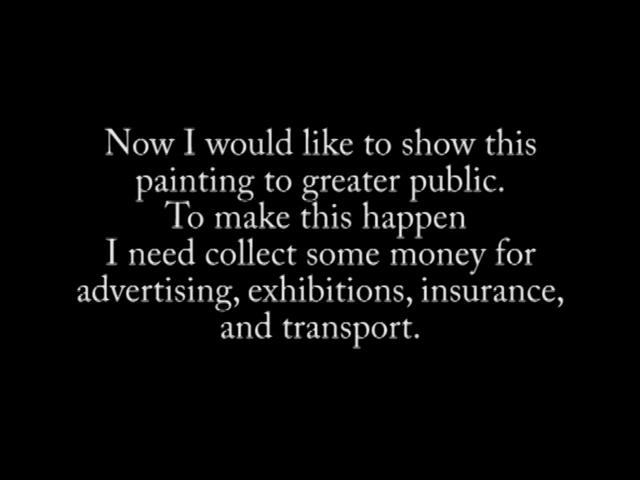 Now I would like to show this
painting to greater public.
To make this happen
I need collect some money for
advertising, exhibitions, insurance,
and transport.